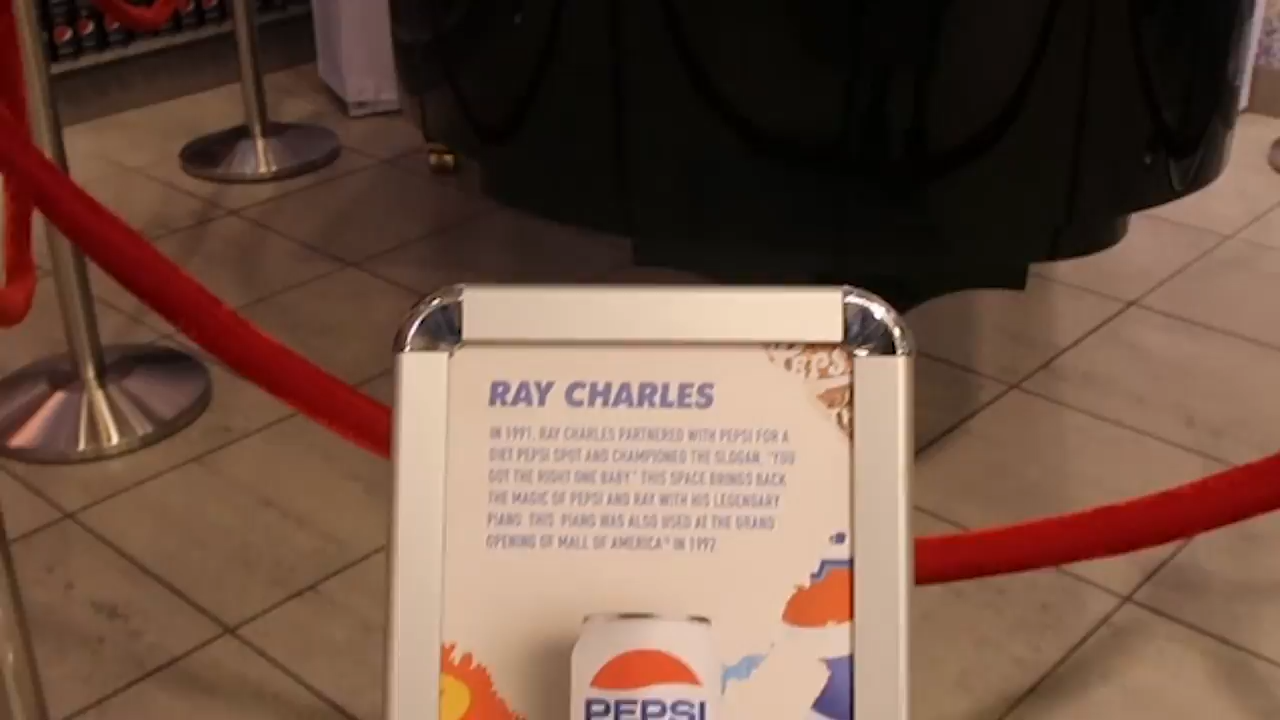 RAY CHARLES
IN 1991, RAY CHARLES PARTNERED WITH PEPSI FOR A
DIET PEPSI SPOT AND CHAMPIONED THE SLOGAN, "YOU
GOT THE RIGHT ONE BABY." THIS SPACE BRINGS BACK
THE MAGIC OF PEPSI AND RAY WITH HIS LEGENDARY
PIANO. THIS PIANO WAS ALSO USED AT THE GRAND
OPENING OF MALL OF AMERICA® IN 1992.
PEPSI